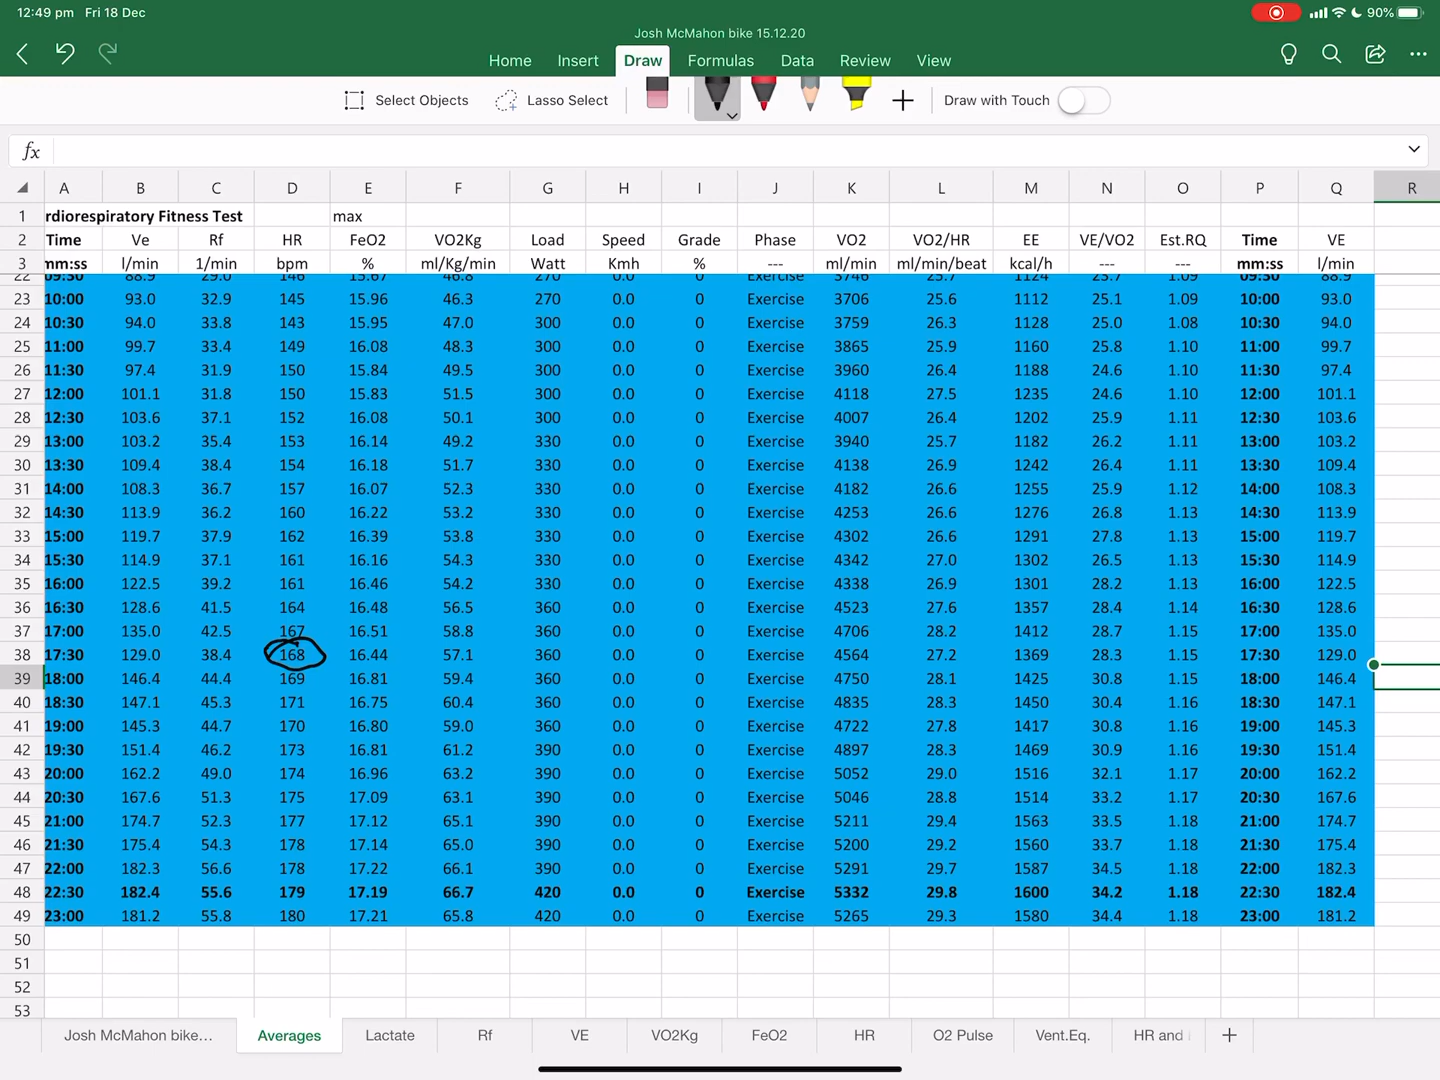 12:49 pm Fri 18 Dec 90%
Josh McMahon bike 15.12.20
Home Insert Draw Formulas Data Review View
Select Objects Lasso Select Draw with Touch
fx
A B C D E F G H I J K L M N O P Q R
1 rdiorespiratory Fitness Test max
2 Time Ve Rf HR FeO2 VO2Kg Load Speed Grade Phase VO2 VO2/HR EE VE/VO2 Est.RQ Time VE
3 mm:ss l/min 1/min bpm % ml/Kg/min Watt Kmh % --- ml/min ml/min/beat kcal/h --- --- mm:ss l/min
22 09:30 88.9 29.0 146 15.67 46.8 270 0.0 0 Exercise 3746 25.7 1124 23.7 1.09 09:30 88.9
23 10:00 93.0 32.9 145 15.96 46.3 270 0.0 0 Exercise 3706 25.6 1112 25.1 1.09 10:00 93.0
24 10:30 94.0 33.8 143 15.95 47.0 300 0.0 0 Exercise 3759 26.3 1128 25.0 1.08 10:30 94.0
25 11:00 99.7 33.4 149 16.08 48.3 300 0.0 0 Exercise 3865 25.9 1160 25.8 1.10 11:00 99.7
26 11:30 97.4 31.9 150 15.84 49.5 300 0.0 0 Exercise 3960 26.4 1188 24.6 1.10 11:30 97.4
27 12:00 101.1 31.8 150 15.83 51.5 300 0.0 0 Exercise 4118 27.5 1235 24.6 1.10 12:00 101.1
28 12:30 103.6 37.1 152 16.08 50.1 300 0.0 0 Exercise 4007 26.4 1202 25.9 1.11 12:30 103.6
29 13:00 103.2 35.4 153 16.14 49.2 330 0.0 0 Exercise 3940 25.7 1182 26.2 1.11 13:00 103.2
30 13:30 109.4 38.4 154 16.18 51.7 330 0.0 0 Exercise 4138 26.9 1242 26.4 1.11 13:30 109.4
31 14:00 108.3 36.7 157 16.07 52.3 330 0.0 0 Exercise 4182 26.6 1255 25.9 1.12 14:00 108.3
32 14:30 113.9 36.2 160 16.22 53.2 330 0.0 0 Exercise 4253 26.6 1276 26.8 1.13 14:30 113.9
33 15:00 119.7 37.9 162 16.39 53.8 330 0.0 0 Exercise 4302 26.6 1291 27.8 1.13 15:00 119.7
34 15:30 114.9 37.1 161 16.16 54.3 330 0.0 0 Exercise 4342 27.0 1302 26.5 1.13 15:30 114.9
35 16:00 122.5 39.2 161 16.46 54.2 330 0.0 0 Exercise 4338 26.9 1301 28.2 1.13 16:00 122.5
36 16:30 128.6 41.5 164 16.48 56.5 360 0.0 0 Exercise 4523 27.6 1357 28.4 1.14 16:30 128.6
37 17:00 135.0 42.5 167 16.51 58.8 360 0.0 0 Exercise 4706 28.2 1412 28.7 1.15 17:00 135.0
38 17:30 129.0 38.4 168 16.44 57.1 360 0.0 0 Exercise 4564 27.2 1369 28.3 1.15 17:30 129.0
39 18:00 146.4 44.4 169 16.81 59.4 360 0.0 0 Exercise 4750 28.1 1425 30.8 1.15 18:00 146.4
40 18:30 147.1 45.3 171 16.75 60.4 360 0.0 0 Exercise 4835 28.3 1450 30.4 1.16 18:30 147.1
41 19:00 145.3 44.7 170 16.80 59.0 360 0.0 0 Exercise 4722 27.8 1417 30.8 1.16 19:00 145.3
42 19:30 151.4 46.2 173 16.81 61.2 390 0.0 0 Exercise 4897 28.3 1469 30.9 1.16 19:30 151.4
43 20:00 162.2 49.0 174 16.96 63.2 390 0.0 0 Exercise 5052 29.0 1516 32.1 1.17 20:00 162.2
44 20:30 167.6 51.3 175 17.09 63.1 390 0.0 0 Exercise 5046 28.8 1514 33.2 1.17 20:30 167.6
45 21:00 174.7 52.3 177 17.12 65.1 390 0.0 0 Exercise 5211 29.4 1563 33.5 1.18 21:00 174.7
46 21:30 175.4 54.3 178 17.14 65.0 390 0.0 0 Exercise 5200 29.2 1560 33.7 1.18 21:30 175.4
47 22:00 182.3 56.6 178 17.22 66.1 390 0.0 0 Exercise 5291 29.7 1587 34.5 1.18 22:00 182.3
48 22:30 182.4 55.6 179 17.19 66.7 420 0.0 0 Exercise 5332 29.8 1600 34.2 1.18 22:30 182.4
49 23:00 181.2 55.8 180 17.21 65.8 420 0.0 0 Exercise 5265 29.3 1580 34.4 1.18 23:00 181.2
50
51
52
53
Josh McMahon bike... Averages Lactate Rf VE VO2Kg FeO2 HR O2 Pulse Vent.Eq. HR and